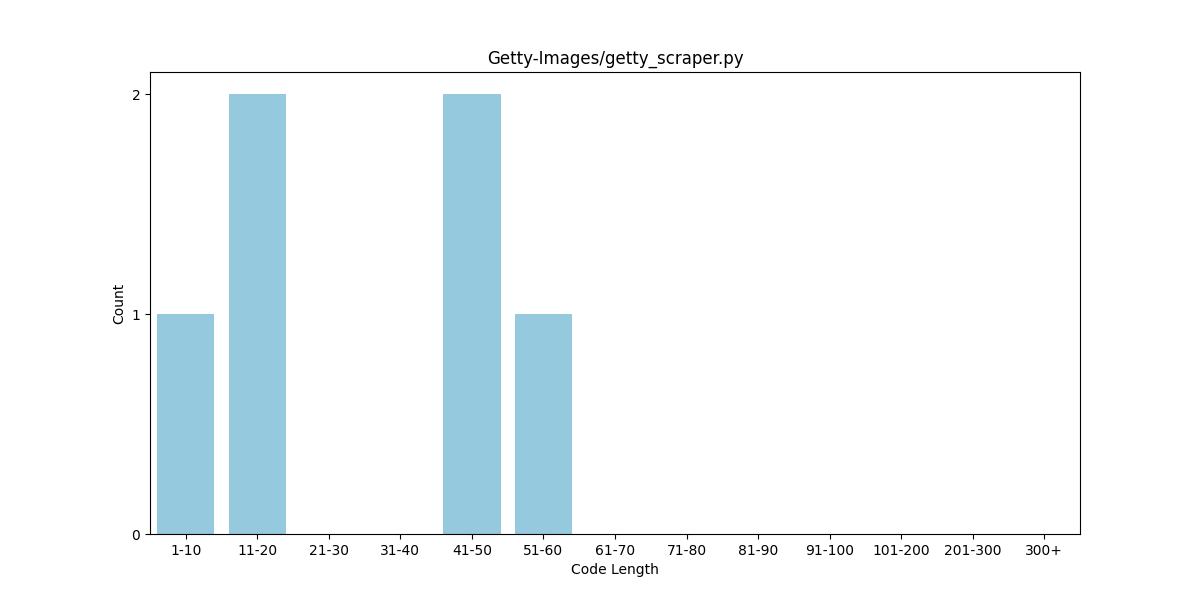 Getty-Images/getty_scraper.py
Count
2
1
0
1-10 11-20 21-30 31-40 41-50 51-60 61-70 71-80 81-90 91-100 101-200 201-300 300+
Code Length